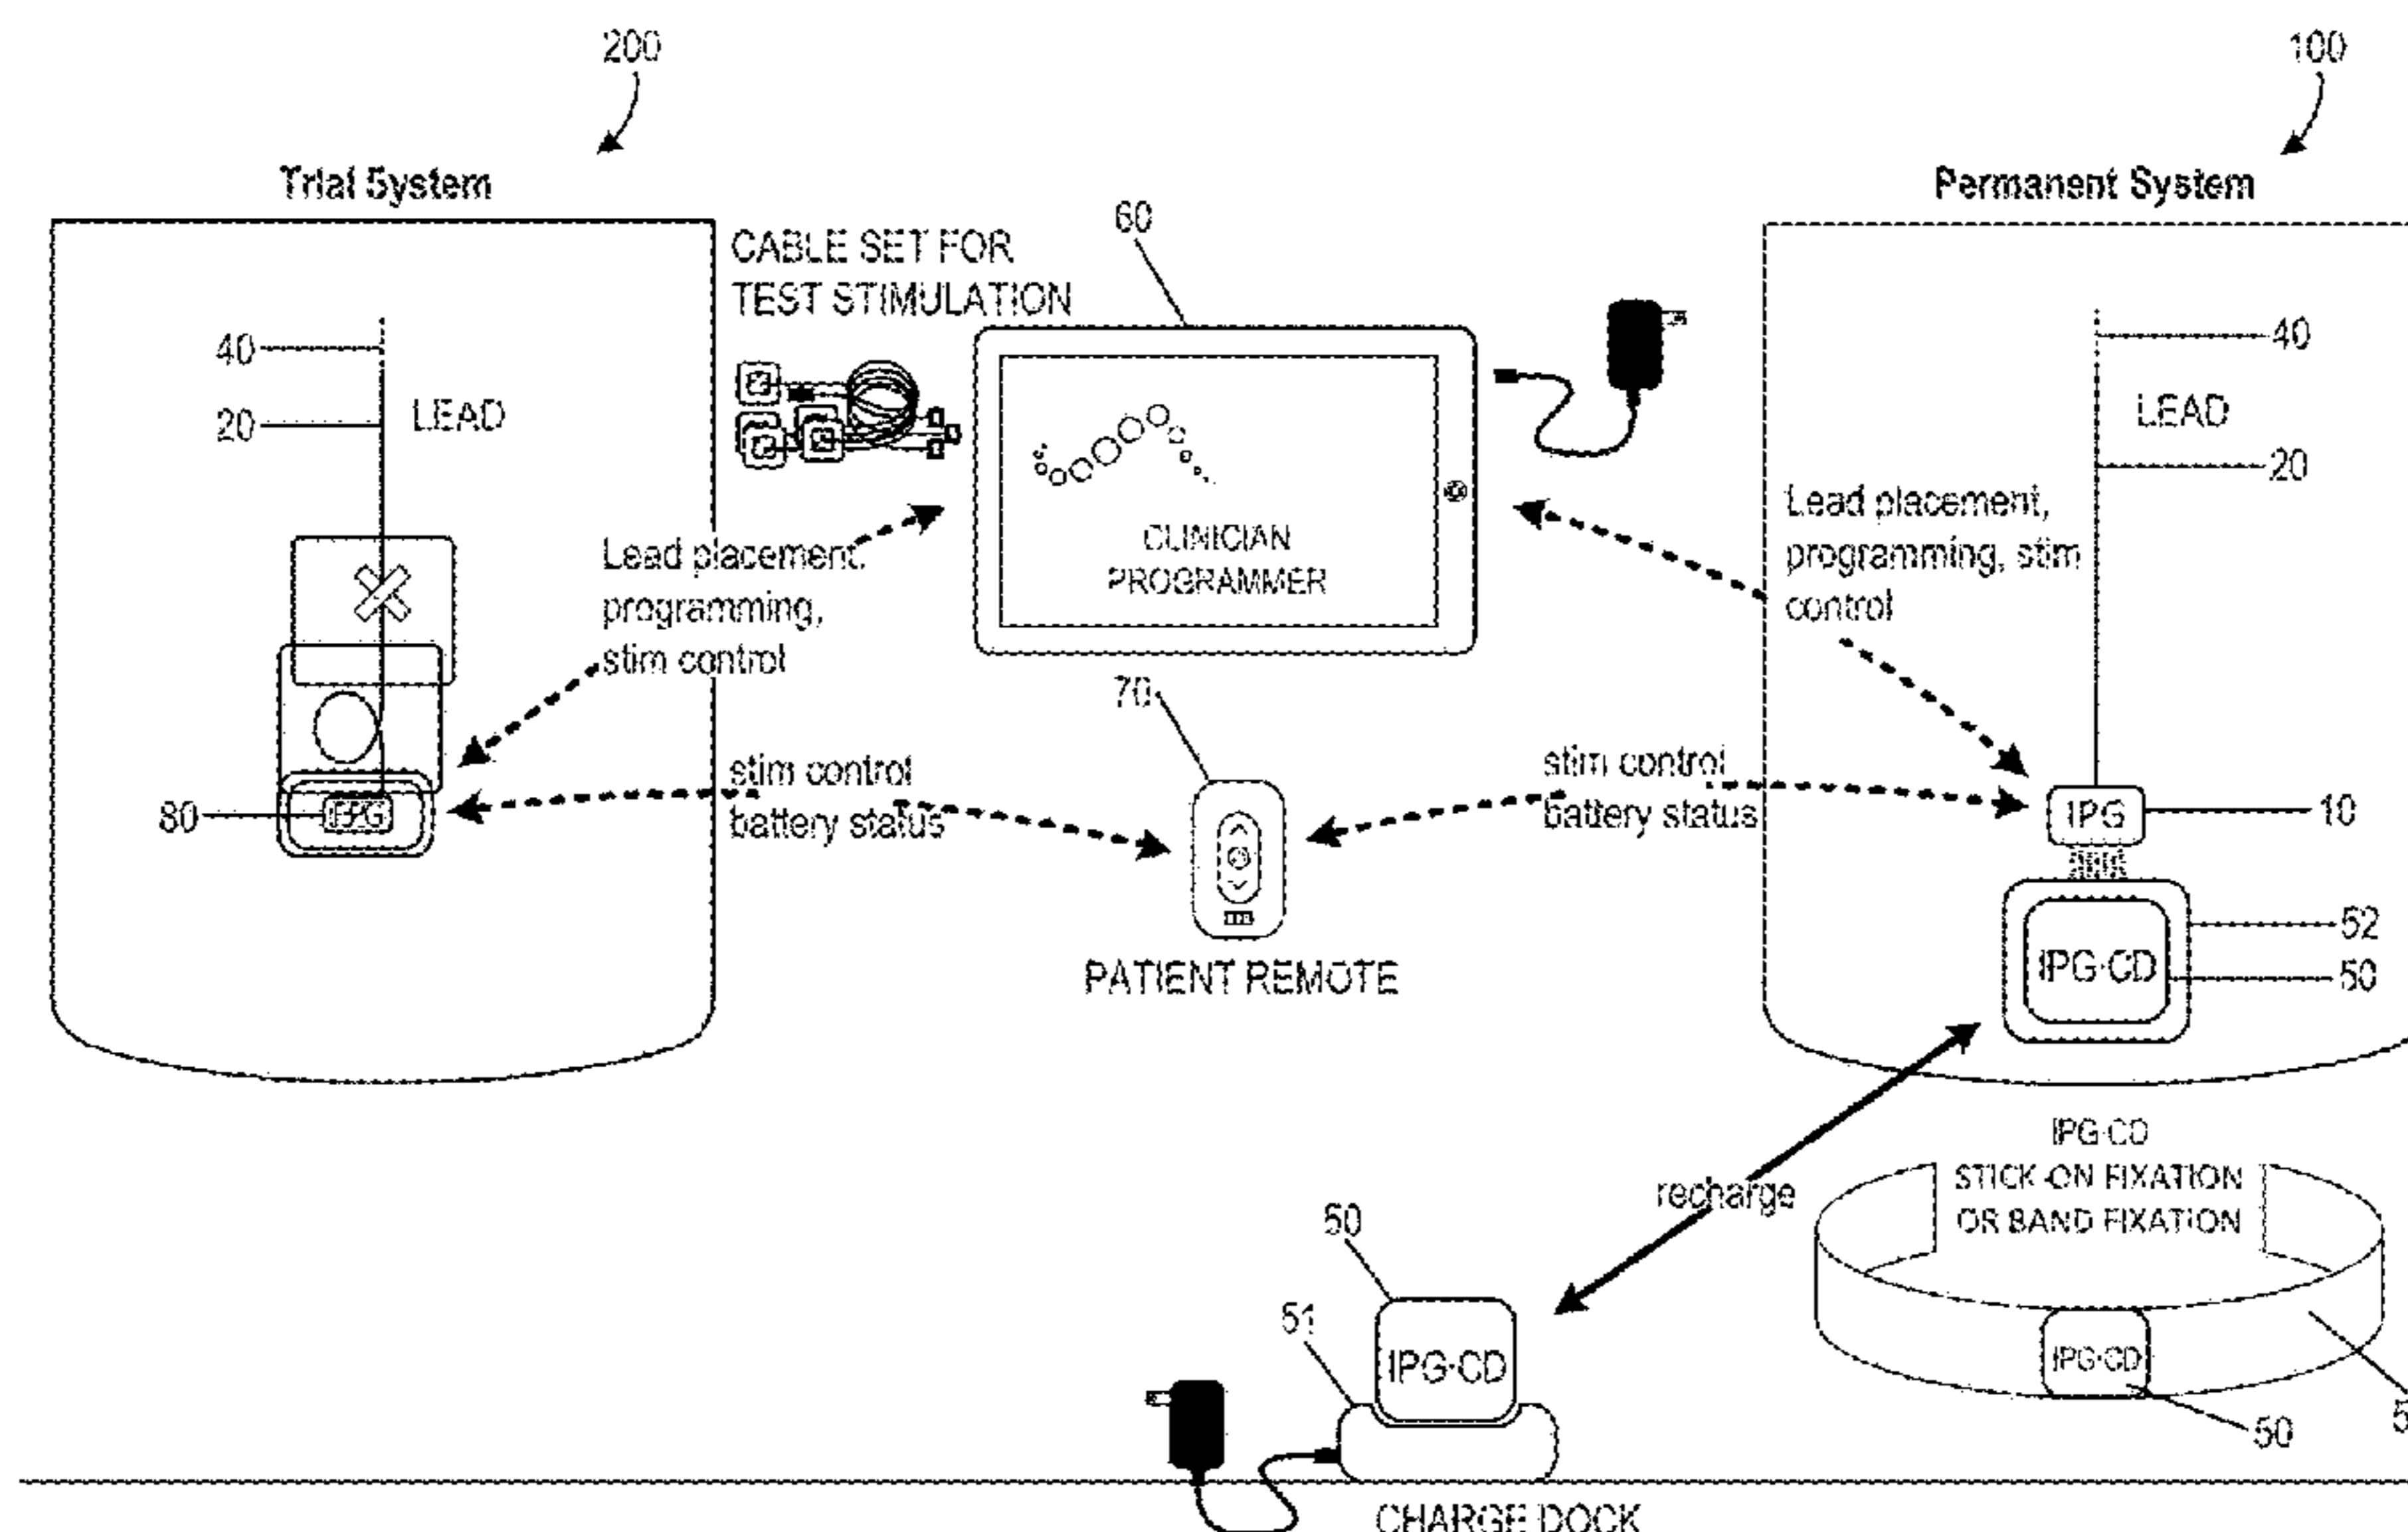 200
100
Trial System
Permanent System
CABLE SET FOR
TEST STIMULATION
60
40
20
LEAD
40
LEAD
20
CLINICIAN
PROGRAMMER
Lead placement,
programming,
stim control
Lead placement,
programming, stim
control
70
stim control
battery status
stim control
battery status
80
IPG
10
52
IPG-CD
50
PATIENT REMOTE
recharge
IPG-CD
STICK-ON FIXATION
OR BAND FIXATION
50
51
IPG-CD
IPG-CD
50
CHARGE DOCK